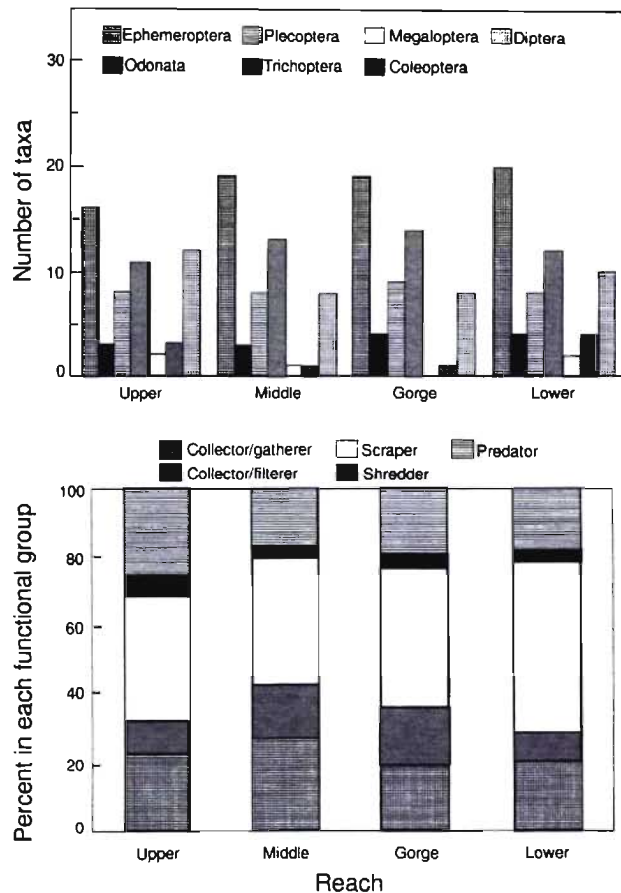 Ephemeroptera Plecoptera Megaloptera Diptera
Odonata Trichoptera Coleoptera
Number of taxa
30
20
10
0
Upper Middle Gorge Lower
Collector/gatherer Scraper Predator
Collector/filterer Shredder
Percent in each functional group
100
80
60
40
20
0
Upper Middle Gorge Lower
Reach